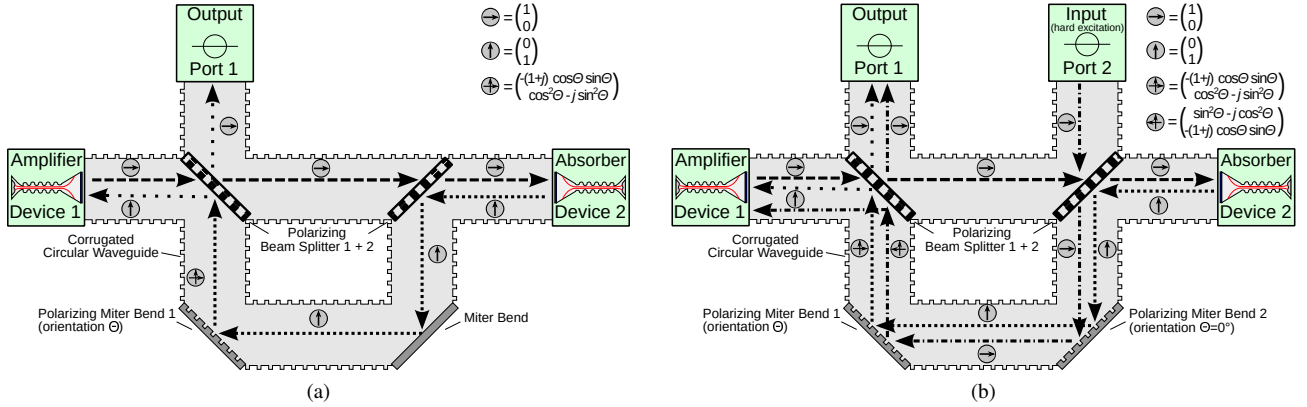 Output
Port 1
= (1
0)
= (0
1)
= (-(1+j) cosΘ sinΘ
cos²Θ - j sin²Θ)
Amplifier
Device 1
Absorber
Device 2
Corrugated
Circular Waveguide
Polarizing
Beam Splitter 1 + 2
Polarizing Miter Bend 1
(orientation Θ)
Miter Bend
(a)
Output
Port 1
Input
(hard excitation)
Port 2
= (1
0)
= (0
1)
= (-(1+j) cosΘ sinΘ
cos²Θ - j sin²Θ)
= (sin²Θ - j cos²Θ
-(1+j) cosΘ sinΘ)
Amplifier
Device 1
Absorber
Device 2
Corrugated
Circular Waveguide
Polarizing
Beam Splitter 1 + 2
Polarizing Miter Bend 1
(orientation Θ)
Polarizing Miter Bend 2
(orientation Θ=0°)
(b)